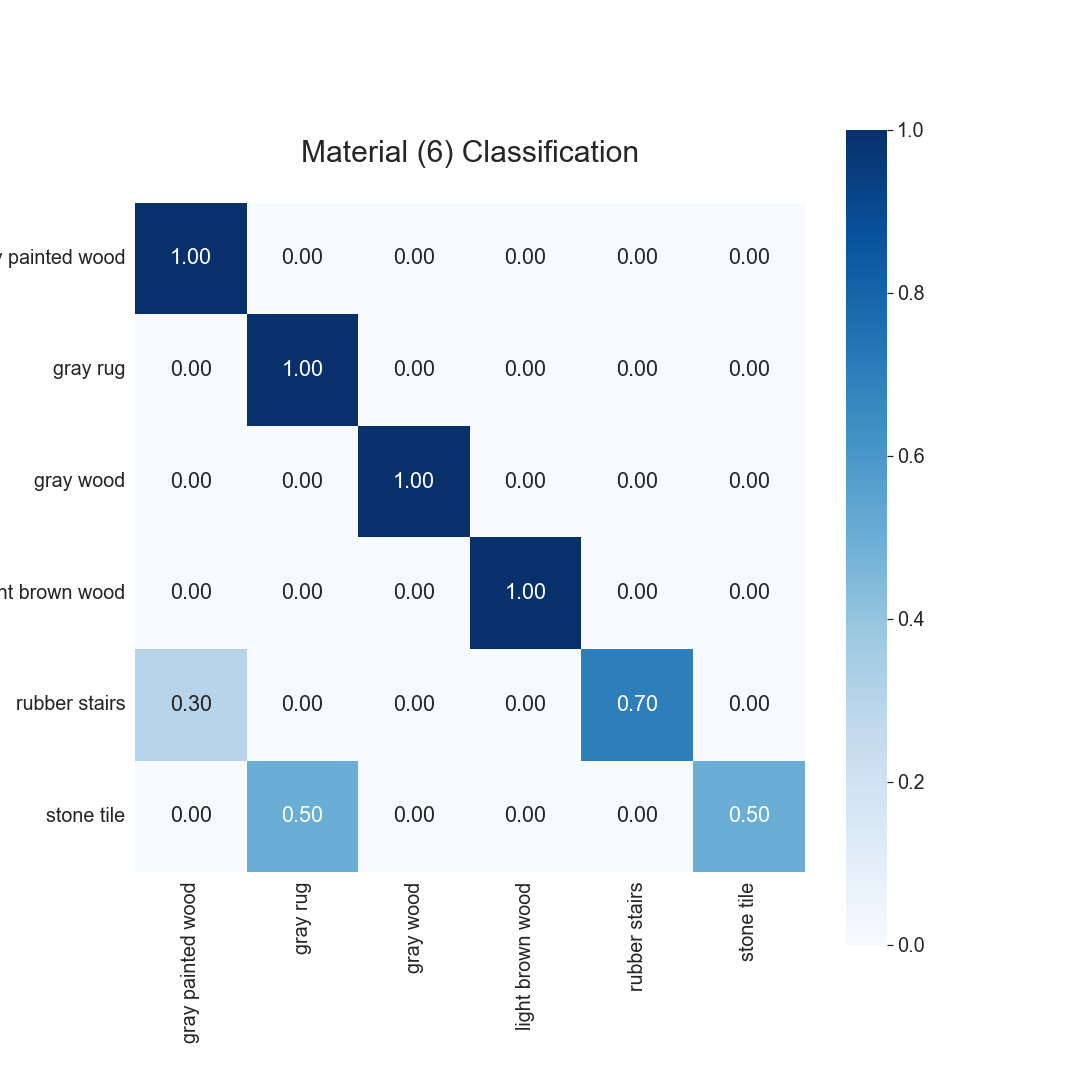 Material (6) Classification
painted wood 1.00 0.00 0.00 0.00 0.00 0.00
gray rug 0.00 1.00 0.00 0.00 0.00 0.00
gray wood 0.00 0.00 1.00 0.00 0.00 0.00
brown wood 0.00 0.00 0.00 1.00 0.00 0.00
rubber stairs 0.30 0.00 0.00 0.00 0.70 0.00
stone tile 0.00 0.50 0.00 0.00 0.00 0.50
gray painted wood
gray rug
gray wood
light brown wood
rubber stairs
stone tile
1.0
0.8
0.6
0.4
0.2
0.0